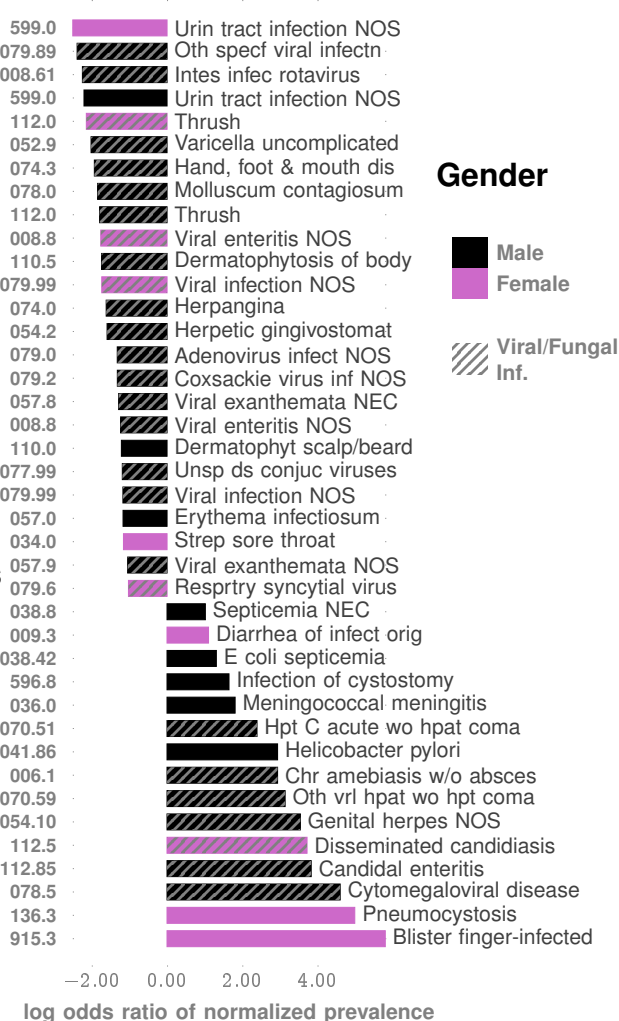 599.0 Urin tract infection NOS
079.89 Oth specf viral infectn
008.61 Intes infec rotavirus
599.0 Urin tract infection NOS
112.0 Thrush
052.9 Varicella uncomplicated
074.3 Hand, foot & mouth dis
078.0 Molluscum contagiosum
112.0 Thrush
008.8 Viral enteritis NOS
110.5 Dermatophytosis of body
079.99 Viral infection NOS
074.0 Herpangina
054.2 Herpetic gingivostomat
079.0 Adenovirus infect NOS
079.2 Coxsackie virus inf NOS
057.8 Viral exanthemata NEC
008.8 Viral enteritis NOS
110.0 Dermatophyt scalp/beard
077.99 Unsp ds conjuc viruses
079.99 Viral infection NOS
057.0 Erythema infectiosum
034.0 Strep sore throat
057.9 Viral exanthemata NOS
079.6 Resprtry syncytial virus
038.8 Septicemia NEC
009.3 Diarrhea of infect orig
038.42 E coli septicemia
596.8 Infection of cystostomy
036.0 Meningococcal meningitis
070.51 Hpt C acute wo hpat coma
041.86 Helicobacter pylori
006.1 Chr amebiasis w/o absces
070.59 Oth vrl hpat wo hpt coma
054.10 Genital herpes NOS
112.5 Disseminated candidiasis
112.85 Candidal enteritis
078.5 Cytomegaloviral disease
136.3 Pneumocystosis
915.3 Blister finger-infected
−2.00 0.00 2.00 4.00
log odds ratio of normalized prevalence
Gender
Male
Female
Viral/Fungal
Inf.